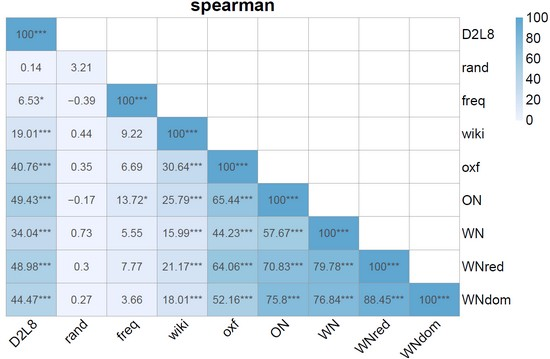 spearman
100*** D2L8
0.14 3.21 rand
6.53* −0.39 100*** freq
19.01*** 0.44 9.22 100*** wiki
40.76*** 0.35 6.69 30.64*** 100*** oxf
49.43*** −0.17 13.72* 25.79*** 65.44*** 100*** ON
34.04*** 0.73 5.55 15.99*** 44.23*** 57.67*** 100*** WN
48.98*** 0.3 7.77 21.17*** 64.06*** 70.83*** 79.78*** 100*** WNred
44.47*** 0.27 3.66 18.01*** 52.16*** 75.8*** 76.84*** 88.45*** 100*** WNdom
D2L8 rand freq wiki oxf ON WN WNred WNdom
100
80
60
40
20
0